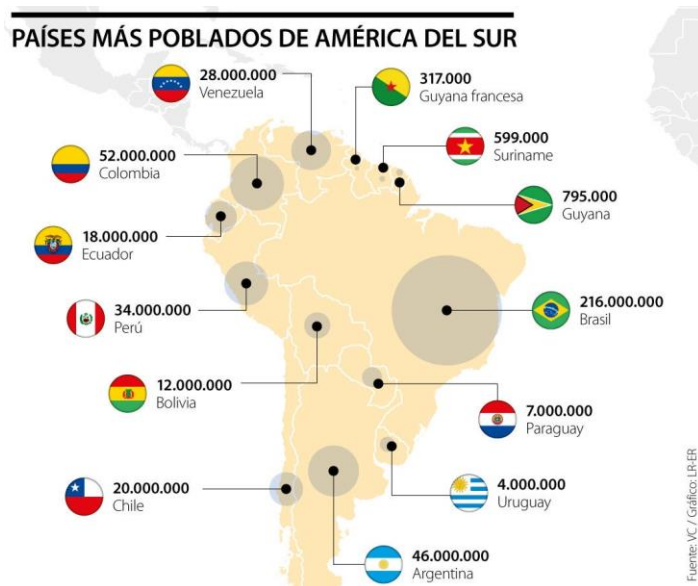 PAÍSES MÁS POBLADOS DE AMÉRICA DEL SUR
28.000.000
Venezuela
317.000
Guyana francesa
52.000.000
Colombia
599.000
Suriname
795.000
Guyana
18.000.000
Ecuador
34.000.000
Perú
216.000.000
Brasil
12.000.000
Bolivia
7.000.000
Paraguay
20.000.000
Chile
4.000.000
Uruguay
46.000.000
Argentina
Fuente: VC / Gráfico: LR-ER